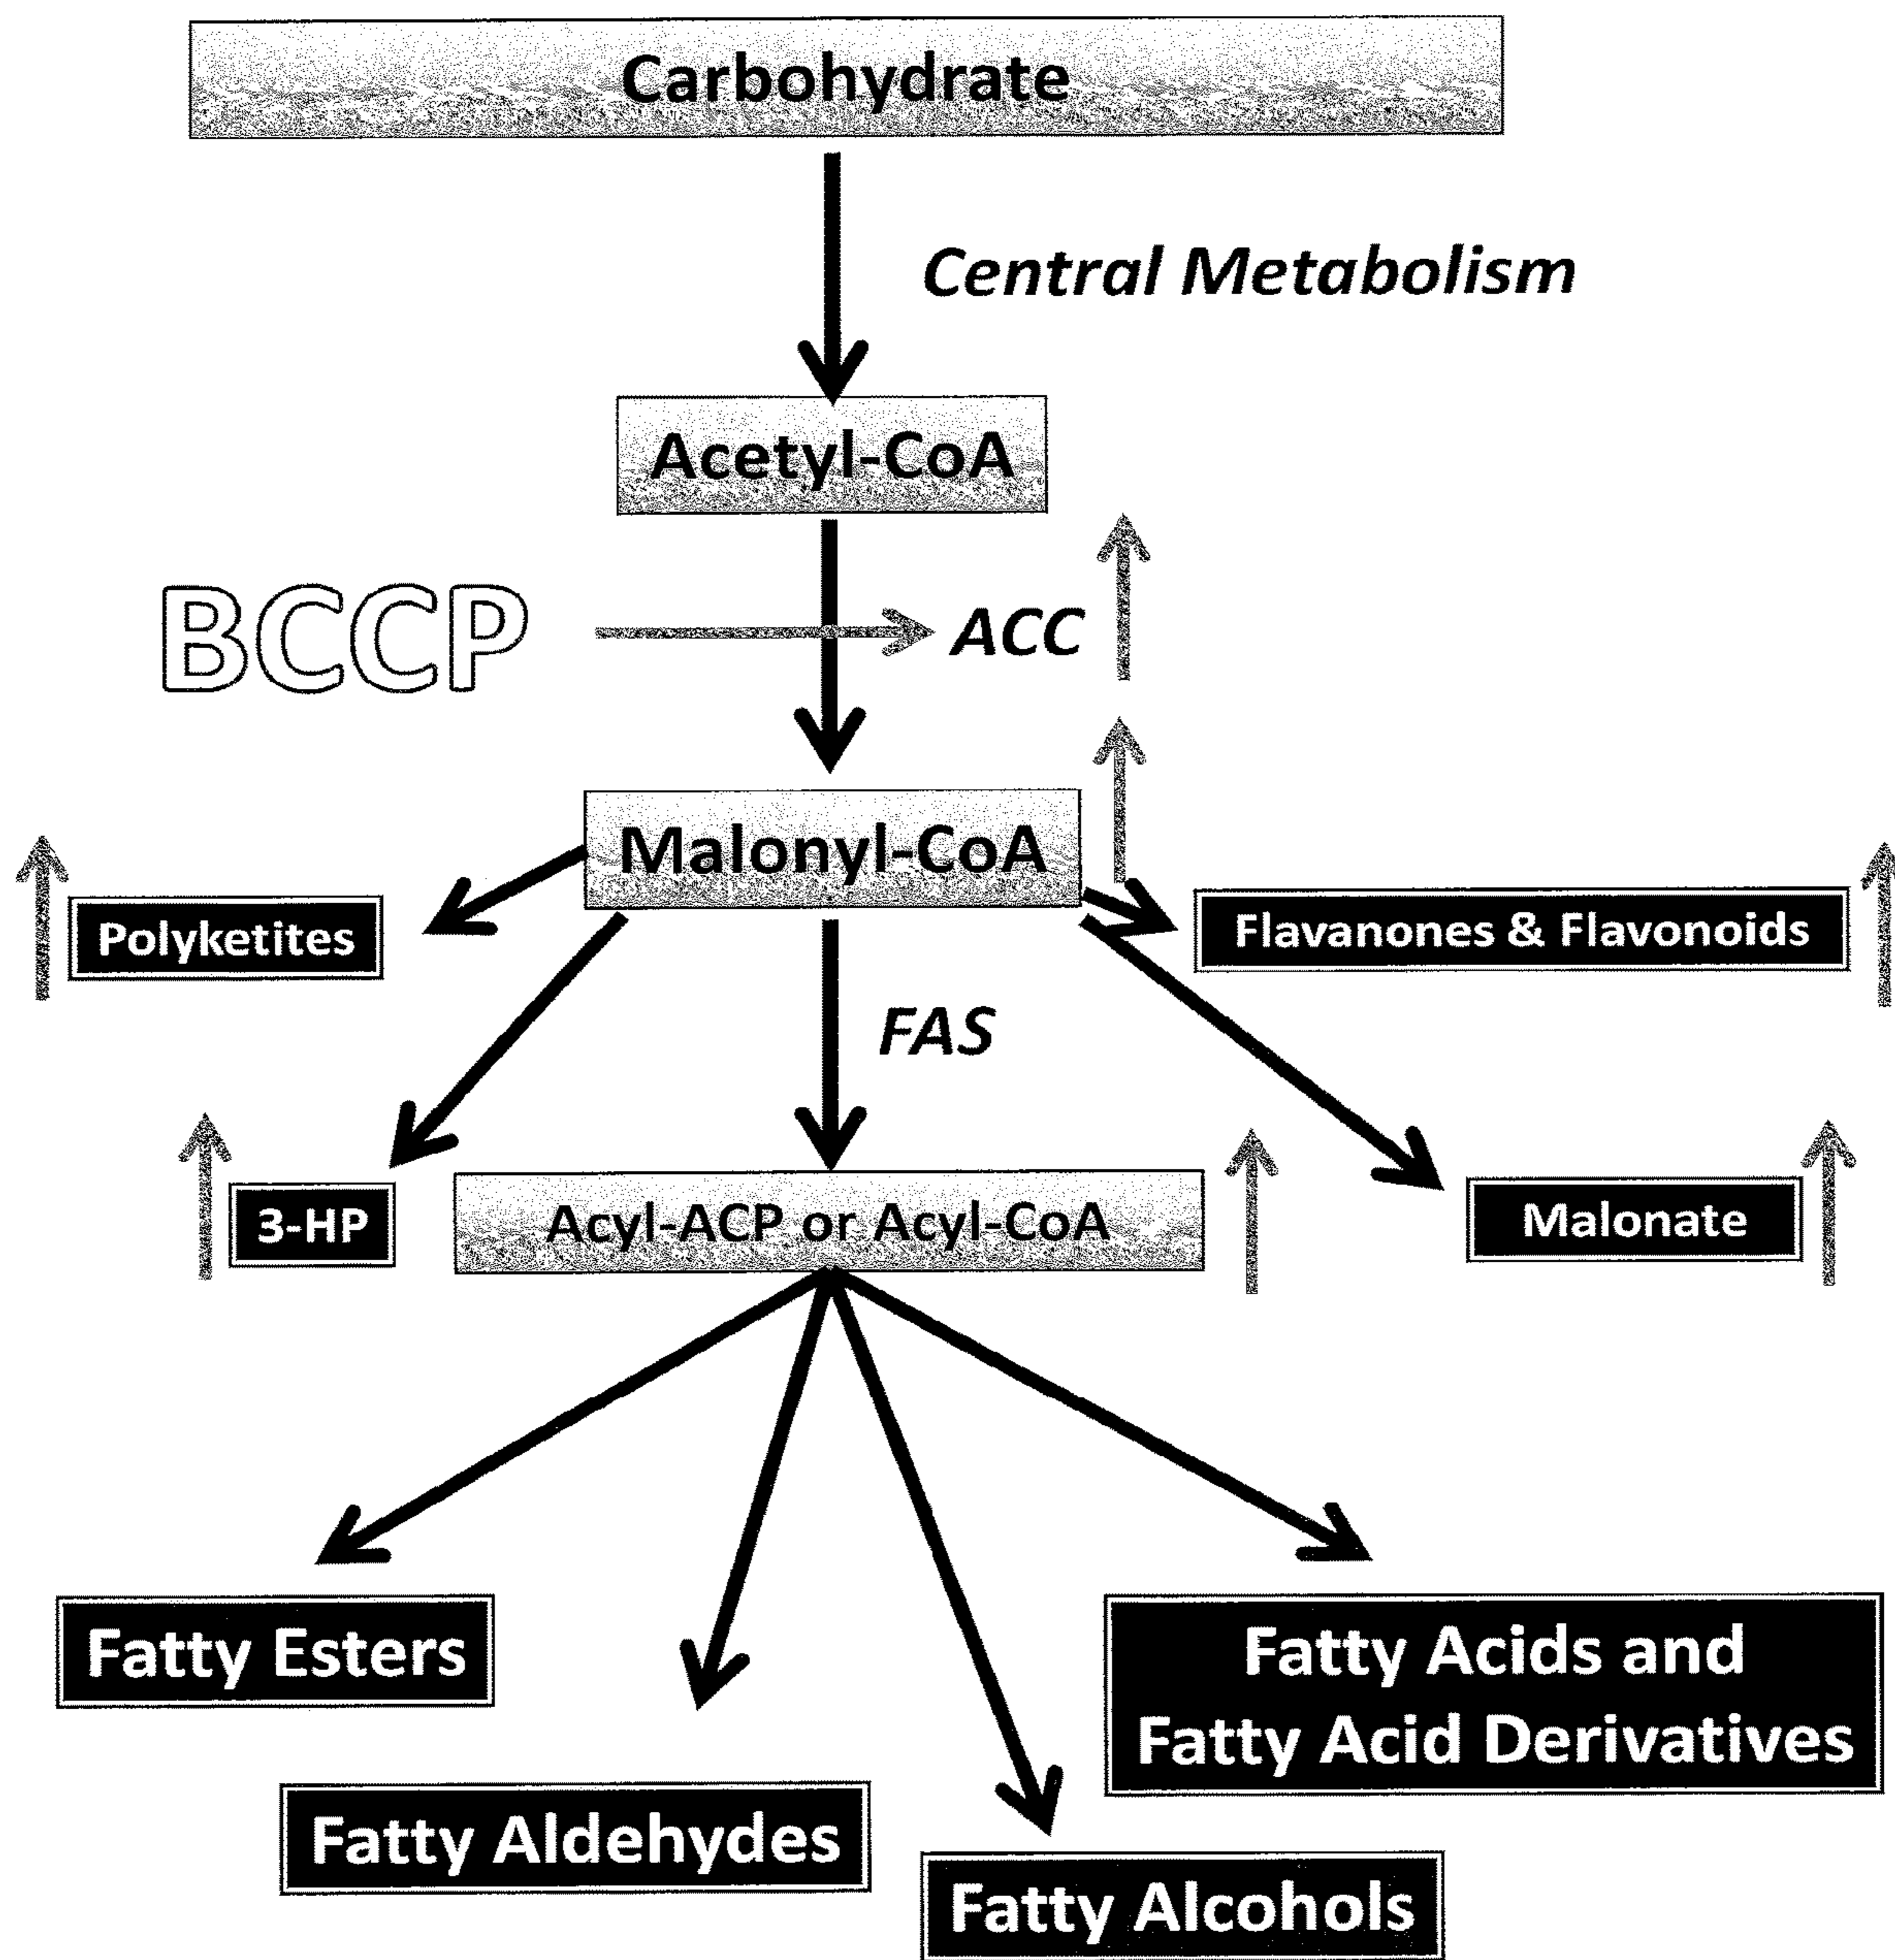 Carbohydrate
Central Metabolism
Acetyl-CoA
BCCP
ACC
Malonyl-CoA
Polyketites
Flavanones & Flavonoids
FAS
3-HP
Acyl-ACP or Acyl-CoA
Malonate
Fatty Esters
Fatty Acids and
Fatty Acid Derivatives
Fatty Aldehydes
Fatty Alcohols